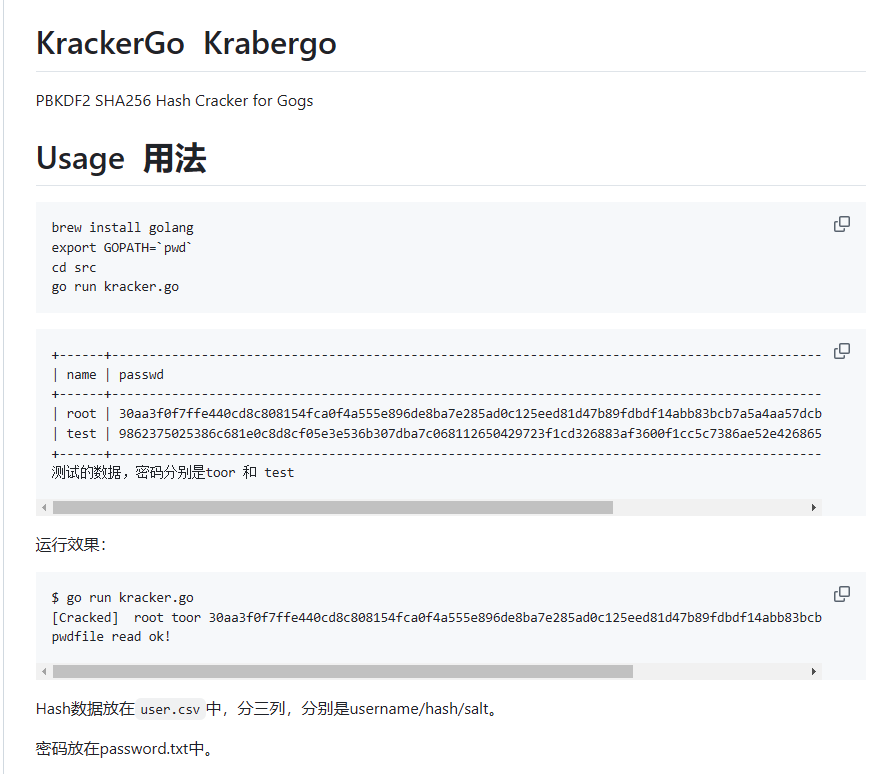 KrackerGo Krabergo
PBKDF2 SHA256 Hash Cracker for Gogs
Usage 用法
brew install golang
export GOPATH=`pwd`
cd src
go run kracker.go
+------+-----------------------------------------------------------------------------------------------
| name | passwd
+------+-----------------------------------------------------------------------------------------------
| root | 30aa3f0f7ffe440cd8c808154fca0f4a555e896de8ba7e285ad0c125eed81d47b89fdbdf14abb83bcb7a5a4aa57dcb
| test | 9862375025386c681e0c8d8cf05e3e536b307dba7c068112650429723f1cd326883af3600f1cc5c7386ae52e426865
+------+-----------------------------------------------------------------------------------------------
测试的数据，密码分别是toor 和 test
运行效果：
$ go run kracker.go
[Cracked]  root toor 30aa3f0f7ffe440cd8c808154fca0f4a555e896de8ba7e285ad0c125eed81d47b89fdbdf14abb83bcb
pwdfile read ok!
Hash数据放在 user.csv 中，分三列，分别是username/hash/salt。
密码放在password.txt中。